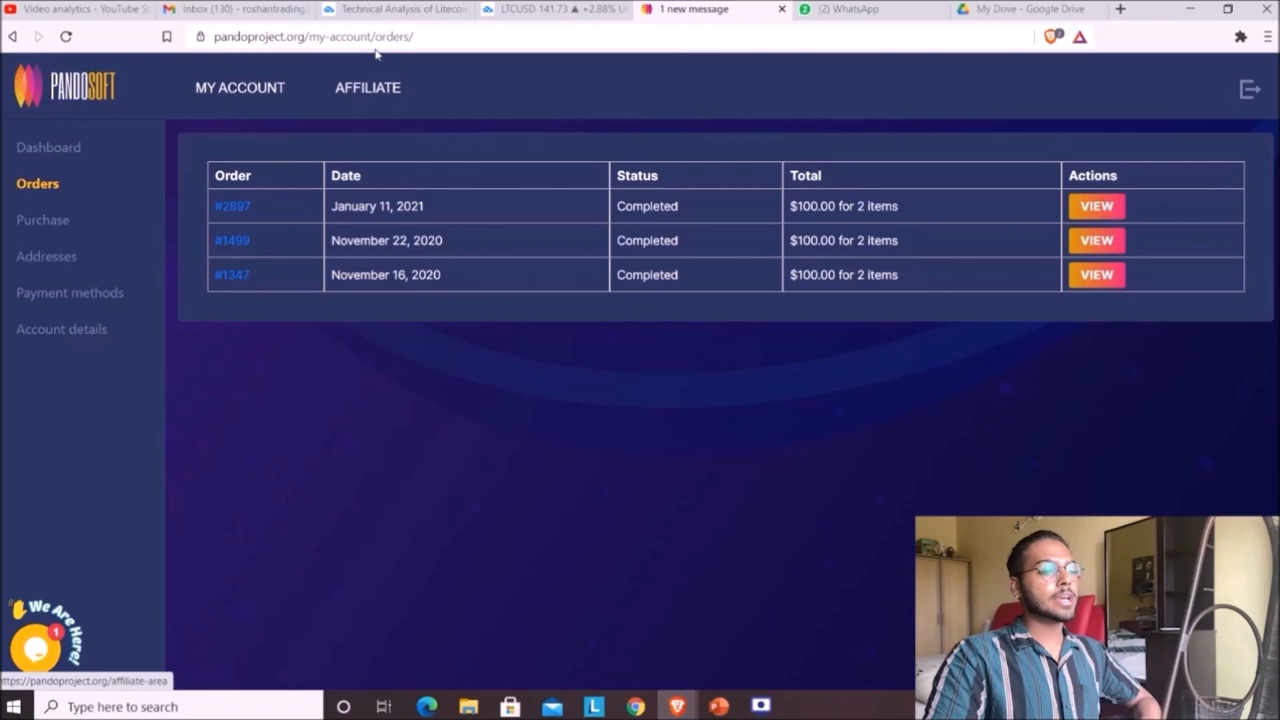 Video analytics - YouTube S
Inbox (130) - roshantrading.
Technical Analysis of Litecoi
LTCUSD 141.73 ▲ +2.88% U
1 new message
(2) WhatsApp
My Drive - Google Drive
pandoproject.org/my-account/orders/
PANDOSOFT
MY ACCOUNT
AFFILIATE
Dashboard
Orders
Purchase
Addresses
Payment methods
Account details
Order Date Status Total Actions
#2897 January 11, 2021 Completed $100.00 for 2 items VIEW
#1499 November 22, 2020 Completed $100.00 for 2 items VIEW
#1347 November 16, 2020 Completed $100.00 for 2 items VIEW
We Are Here!
1
https://pandoproject.org/affiliate-area
Type here to search